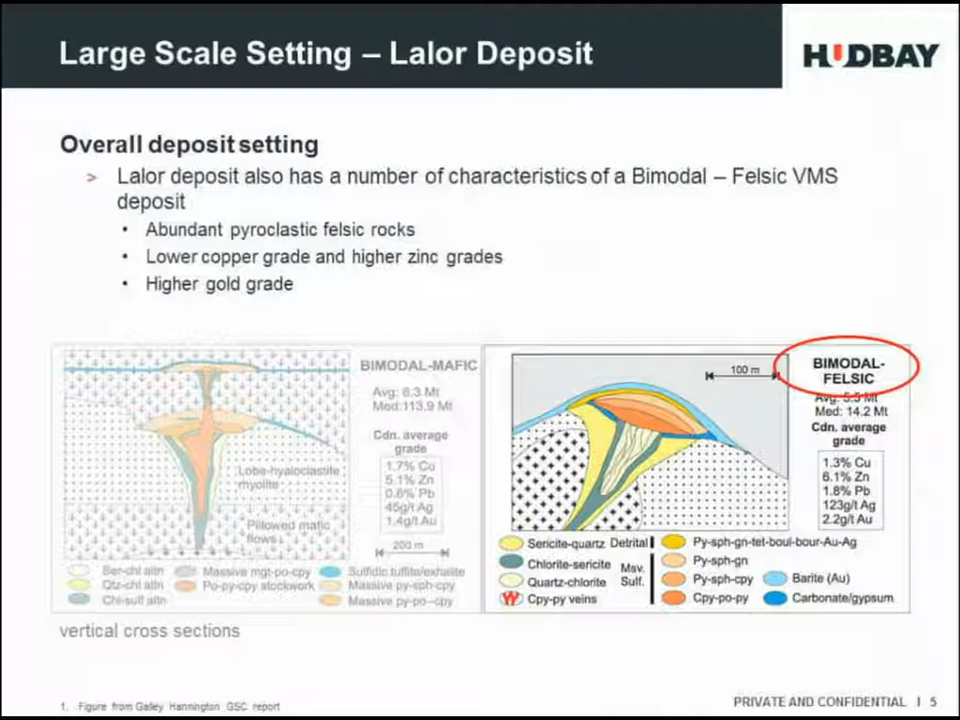 Large Scale Setting – Lalor Deposit
HUDBAY
Overall deposit setting
> Lalor deposit also has a number of characteristics of a Bimodal – Felsic VMS
deposit
• Abundant pyroclastic felsic rocks
• Lower copper grade and higher zinc grades
• Higher gold grade
BIMODAL-MAFIC
Avg: 6.3 Mt
Med:113.9 Mt
Cdn. average
grade
1.7% Cu
5.1% Zn
0.6% Pb
45g/t Ag
1.4g/t Au
200 m
Lobe-hyaloclastite
rhyolite
Pillowed mafic
flows
Ser-chl altn
Qtz-chl altn
Chl-sulf altn
Massive mgt-po-cpy
Po-py-cpy stockwork
Sulfidic tuffite/exhalite
Massive py-sph-cpy
Massive py-po-cpy
100 m
BIMODAL-
FELSIC
Avg: 5.5 Mt
Med: 14.2 Mt
Cdn. average
grade
1.3% Cu
6.1% Zn
1.8% Pb
123g/t Ag
2.2g/t Au
Sericite-quartz
Chlorite-sericite
Quartz-chlorite
Cpy-py veins
Detrital
Msv.
Sulf.
Py-sph-gn-tet-boul-bour-Au-Ag
Py-sph-gn
Py-sph-cpy
Cpy-po-py
Barite (Au)
Carbonate/gypsum
vertical cross sections
1. Figure from Galley Hannington GSC report
PRIVATE AND CONFIDENTIAL I 5